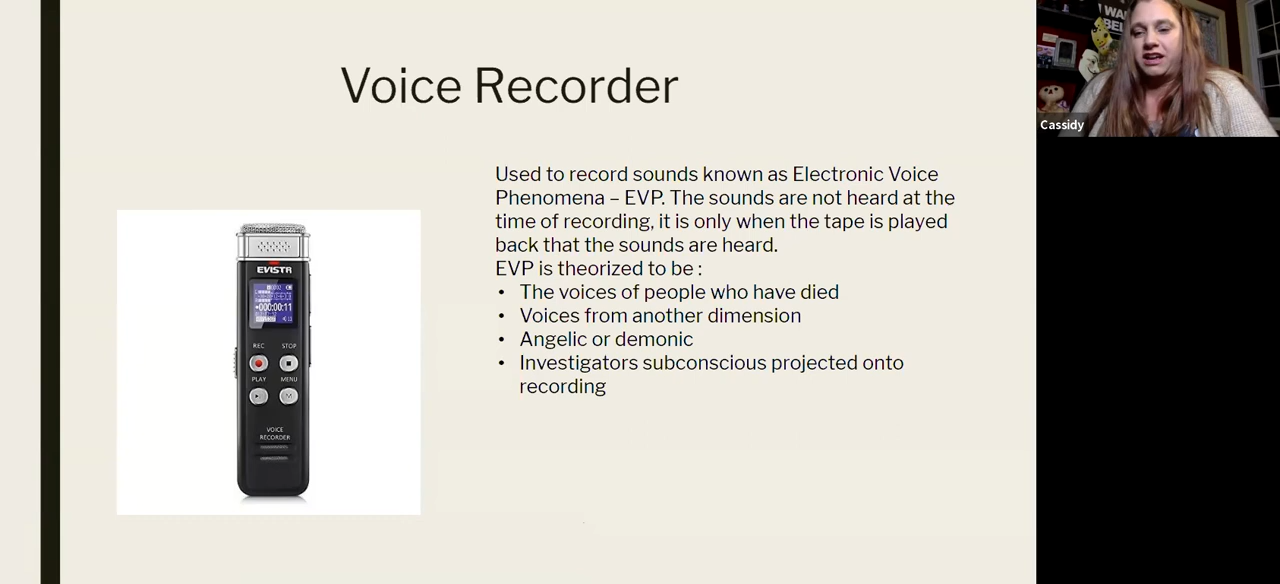 Voice Recorder
Used to record sounds known as Electronic Voice
Phenomena – EVP. The sounds are not heard at the
time of recording, it is only when the tape is played
back that the sounds are heard.
EVP is theorized to be :
• The voices of people who have died
• Voices from another dimension
• Angelic or demonic
• Investigators subconscious projected onto
recording
EVISTR
000:00:11
REC STOP
PLAY MENU
M
VOICE
RECORDER
Cassidy